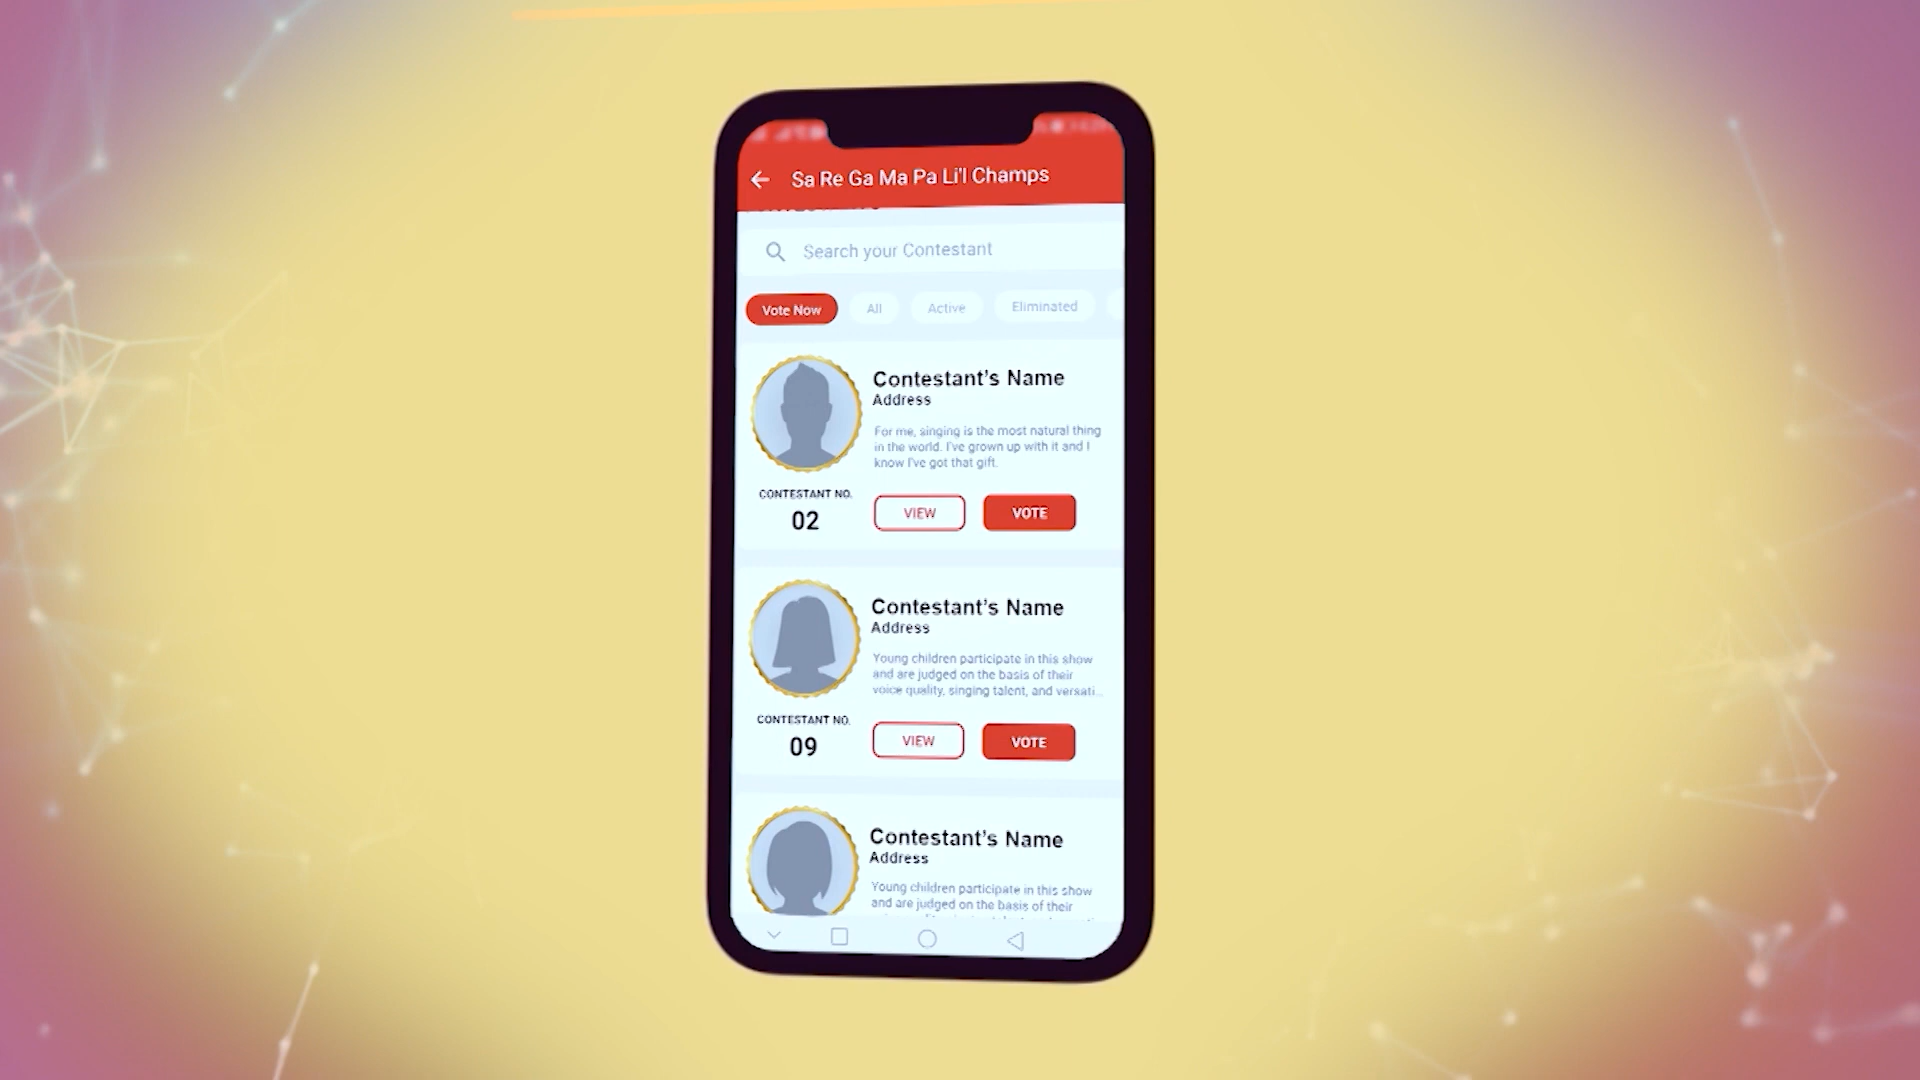 Sa Re Ga Ma Pa Li'l Champs
Search your Contestant
Vote Now
All
Active
Eliminated
Contestant's Name
Address
For me, singing is the most natural thing
in the world. I've grown up with it and I
know I've got that gift.
CONTESTANT NO.
02
VIEW
VOTE
Contestant's Name
Address
Young children participate in this show
and are judged on the basis of their
voice quality, singing talent, and versati...
CONTESTANT NO.
09
VIEW
VOTE
Contestant's Name
Address
Young children participate in this show
and are judged on the basis of their